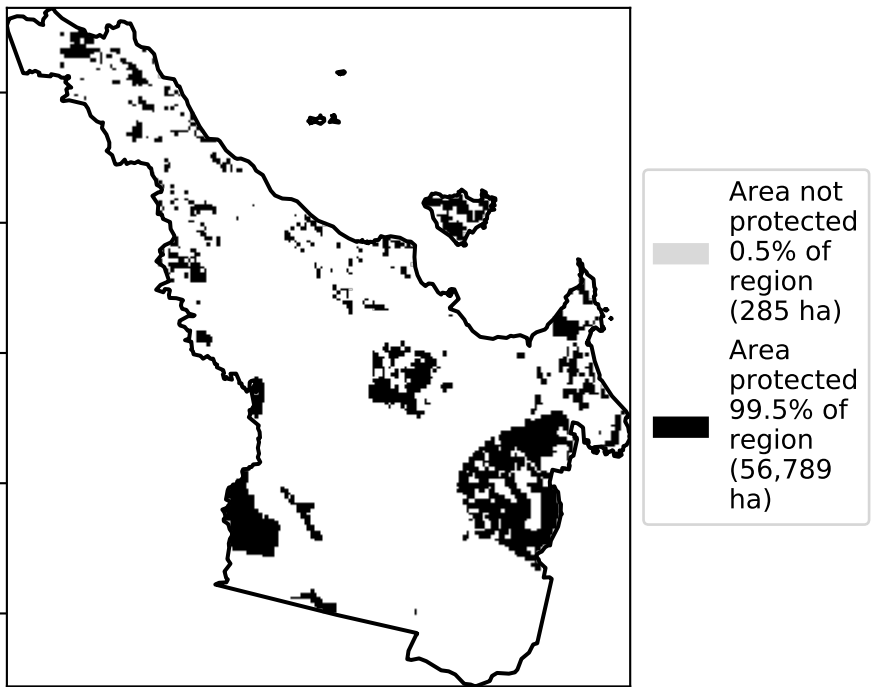 Area not
protected
0.5% of
region
(285 ha)
Area
protected
99.5% of
region
(56,789
ha)